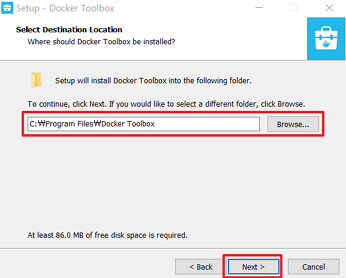 Setup - Docker Toolbox
Select Destination Location
Where should Docker Toolbox be installed?
Setup will install Docker Toolbox into the following folder.
To continue, click Next. If you would like to select a different folder, click Browse.
C:₩Program Files₩Docker Toolbox
Browse...
At least 86.0 MB of free disk space is required.
< Back
Next >
Cancel